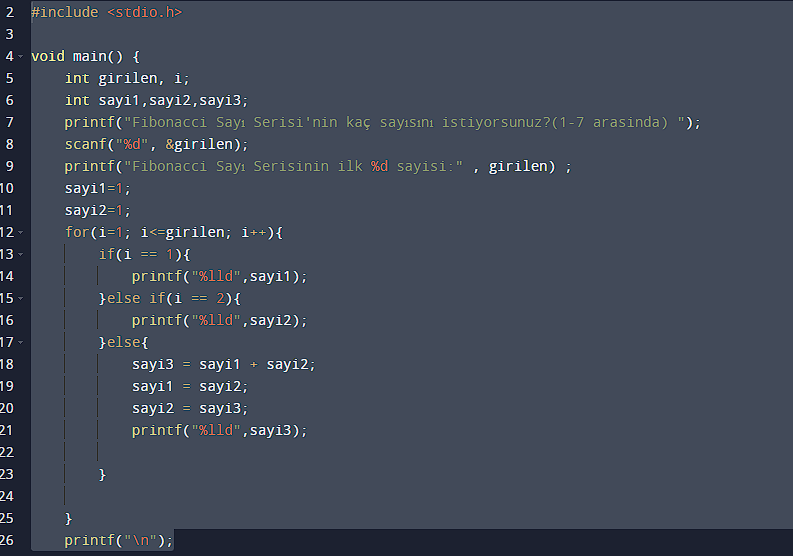 2 #include <stdio.h>
3
4 void main() {
5 int girilen, i;
6 int sayi1,sayi2,sayi3;
7 printf("Fibonacci Sayı Serisi'nin kaç sayısını istiyorsunuz?(1-7 arasinda) ");
8 scanf("%d", &girilen);
9 printf("Fibonacci Sayı Serisinin ilk %d sayisi:" , girilen) ;
10 sayi1=1;
11 sayi2=1;
12 for(i=1; i<=girilen; i++){
13 if(i == 1){
14 printf("%lld",sayi1);
15 }else if(i == 2){
16 printf("%lld",sayi2);
17 }else{
18 sayi3 = sayi1 + sayi2;
19 sayi1 = sayi2;
20 sayi2 = sayi3;
21 printf("%lld",sayi3);
22
23 }
24
25 }
26 printf("\n");